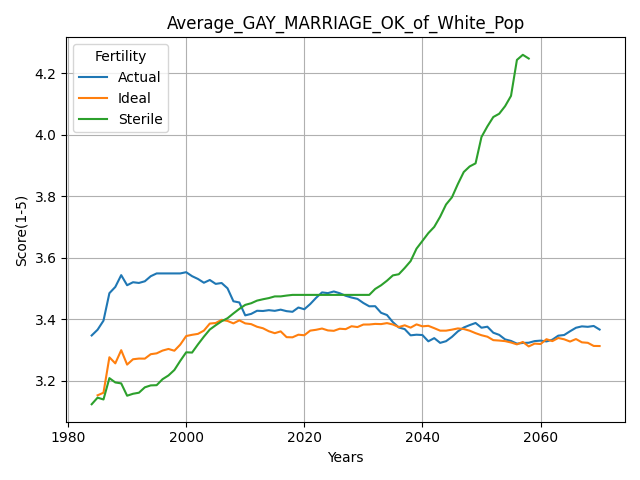 Average_GAY_MARRIAGE_OK_of_White_Pop
Fertility
Actual
Ideal
Sterile
Score(1-5)
4.2
4.0
3.8
3.6
3.4
3.2
1980
2000
2020
2040
2060
Years